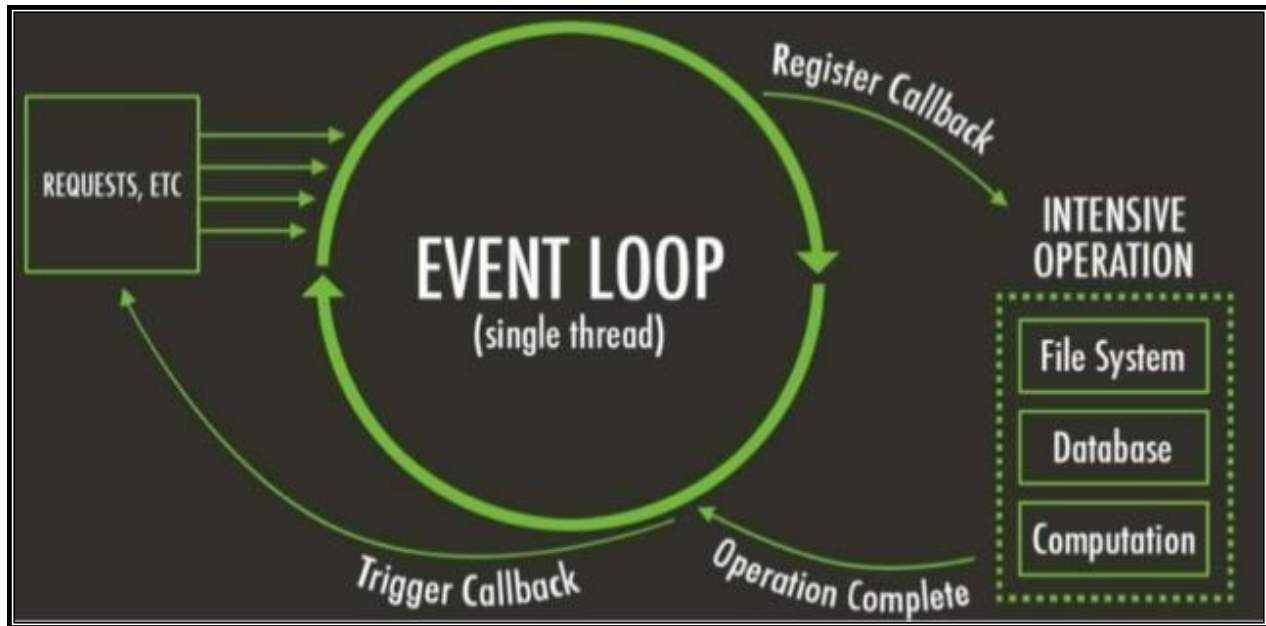 REQUESTS, ETC
EVENT LOOP
(single thread)
Register Callback
INTENSIVE
OPERATION
File System
Database
Computation
Operation Complete
Trigger Callback